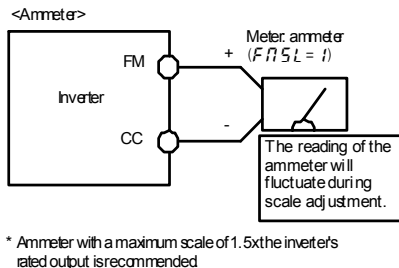 <Ammeter>
Meter: ammeter
(FMSL = 1)
FM
+
Inverter
CC
-
The reading of the
ammeter will
fluctuate during
scale adjustment.
* Ammeter with a maximum scale of 1.5x the inverter's
rated output is recommended.